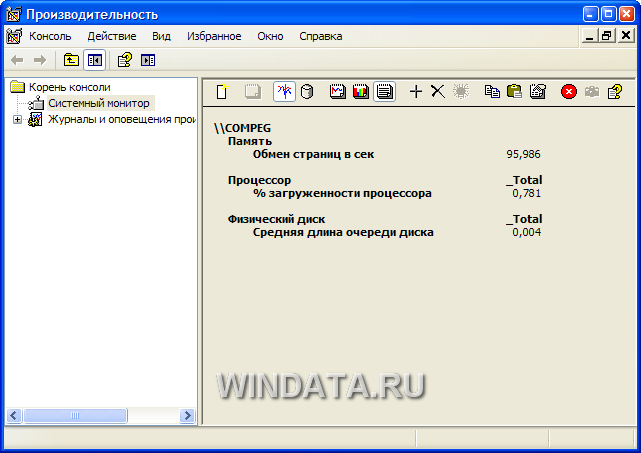 Производительность
Консоль Действие Вид Избранное Окно Справка
Корень консоли
Системный монитор
Журналы и оповещения прои
\\COMPEG
Память
Обмен страниц в сек 95,986
Процессор _Total
% загруженности процессора 0,781
Физический диск _Total
Средняя длина очереди диска 0,004
WINDATA.RU